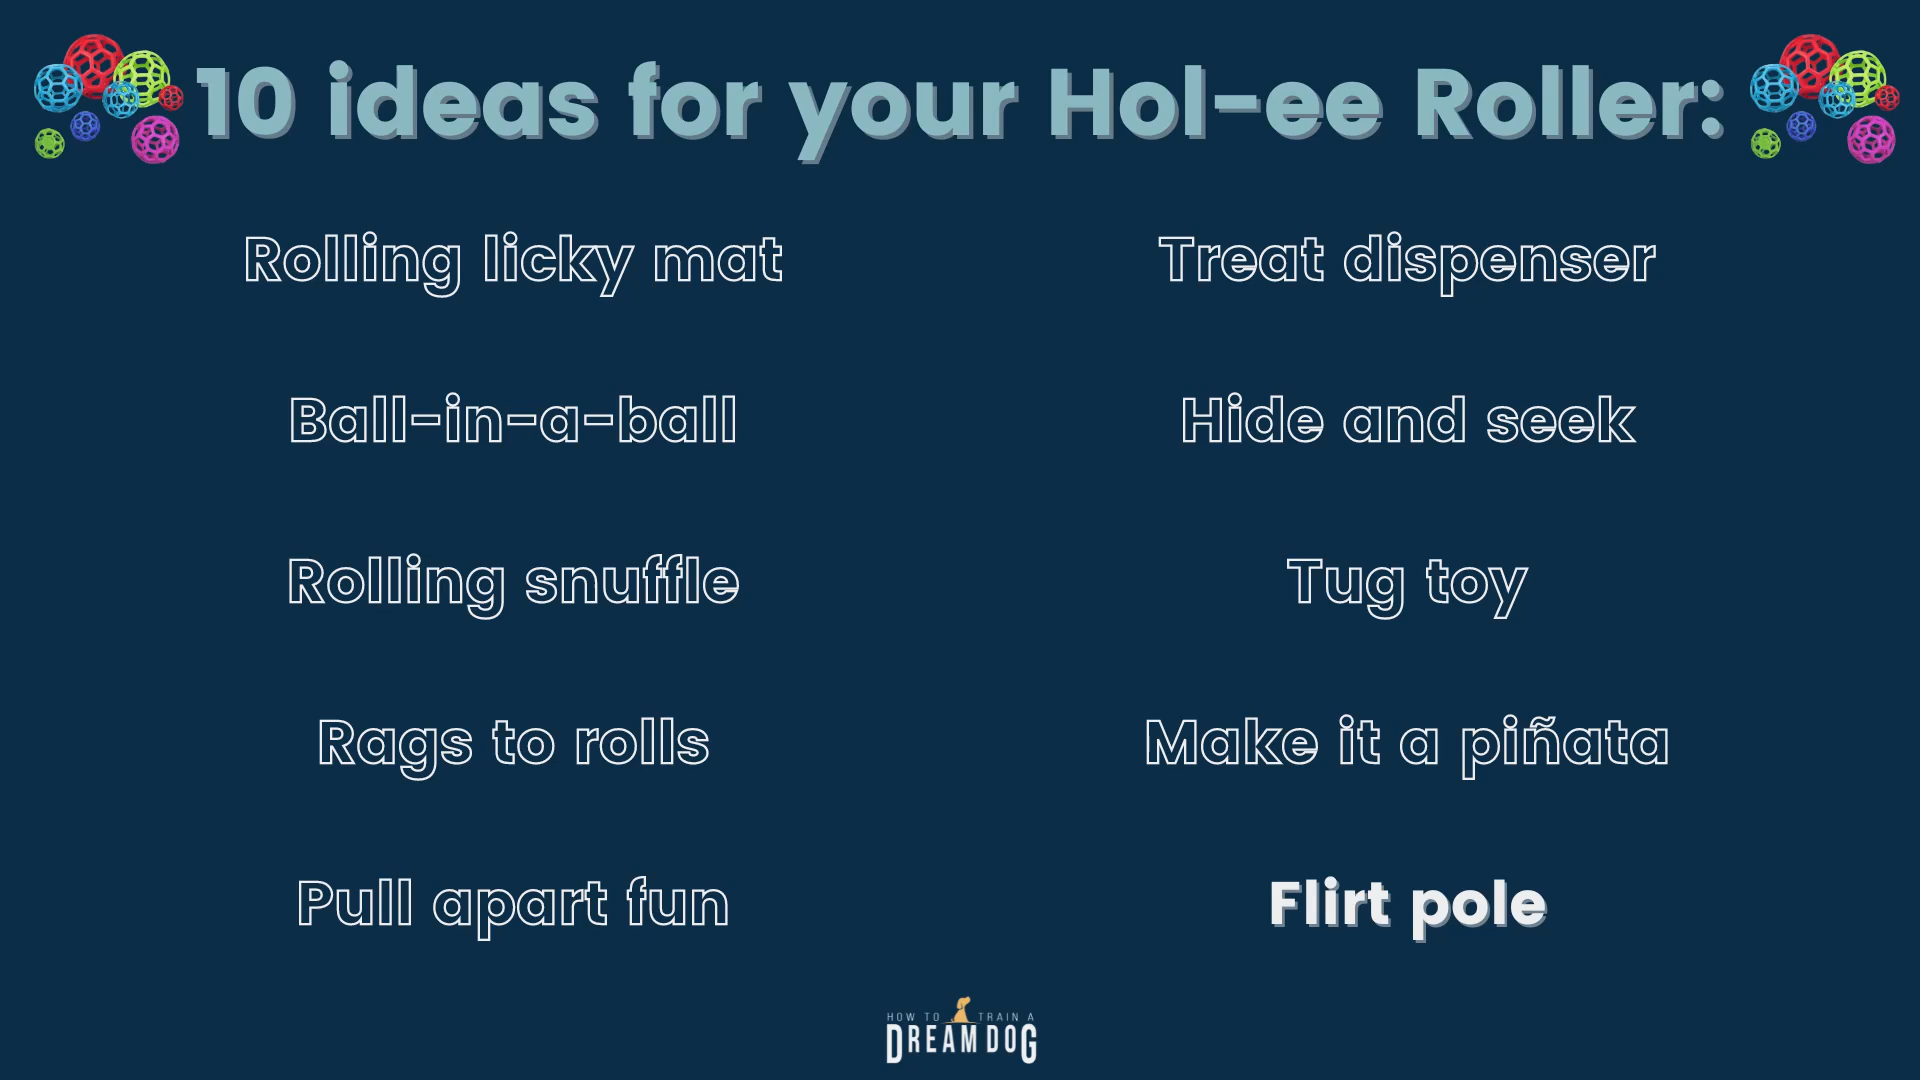 10 ideas for your Hol-ee Roller:
Rolling licky mat
Treat dispenser
Ball-in-a-ball
Hide and seek
Rolling snuffle
Tug toy
Rags to rolls
Make it a piñata
Pull apart fun
Flirt pole
HOW TO TRAIN A
DREAM DOG